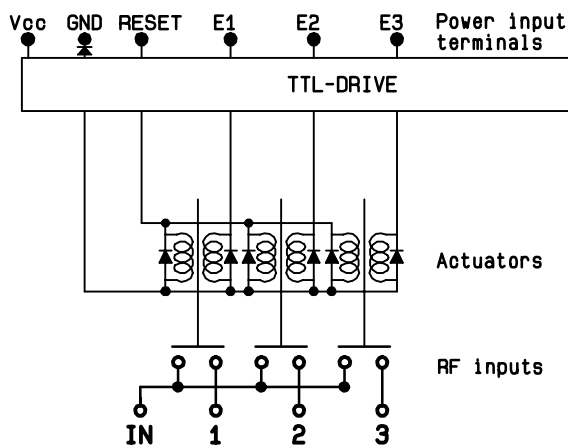 Vcc GND RESET E1 E2 E3 Power input
terminals
TTL-DRIVE
Actuators
RF inputs
IN 1 2 3